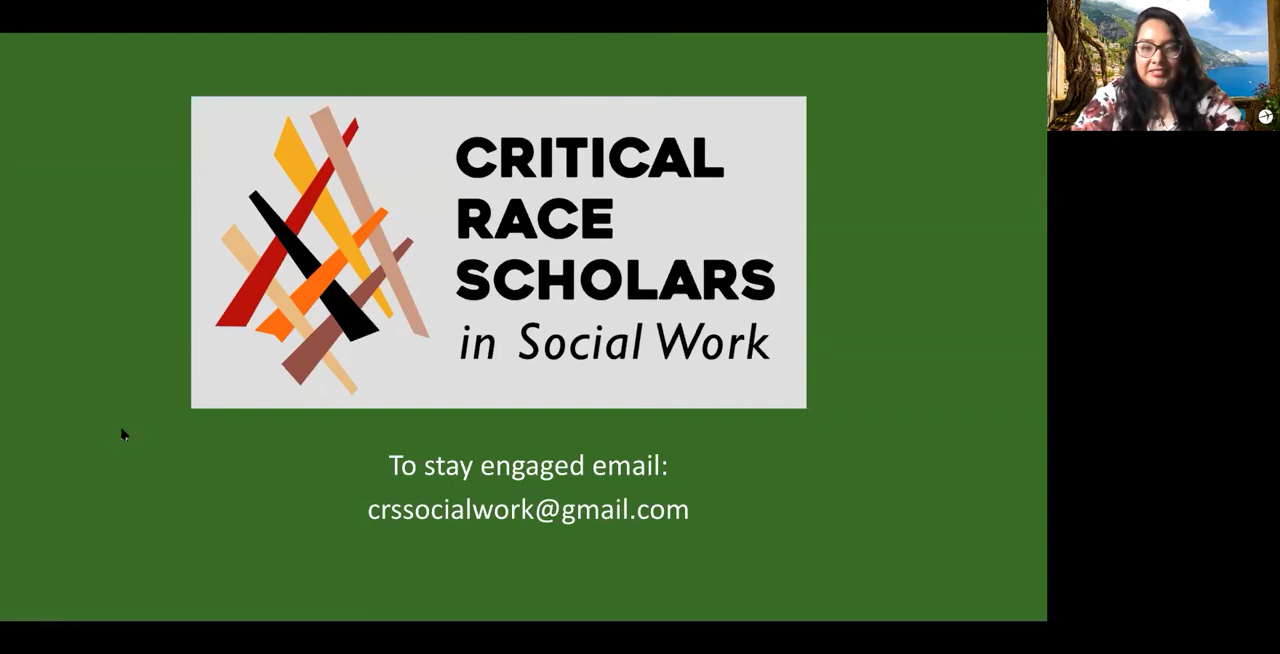 CRITICAL
RACE
SCHOLARS
in Social Work
To stay engaged email:
crssocialwork@gmail.com